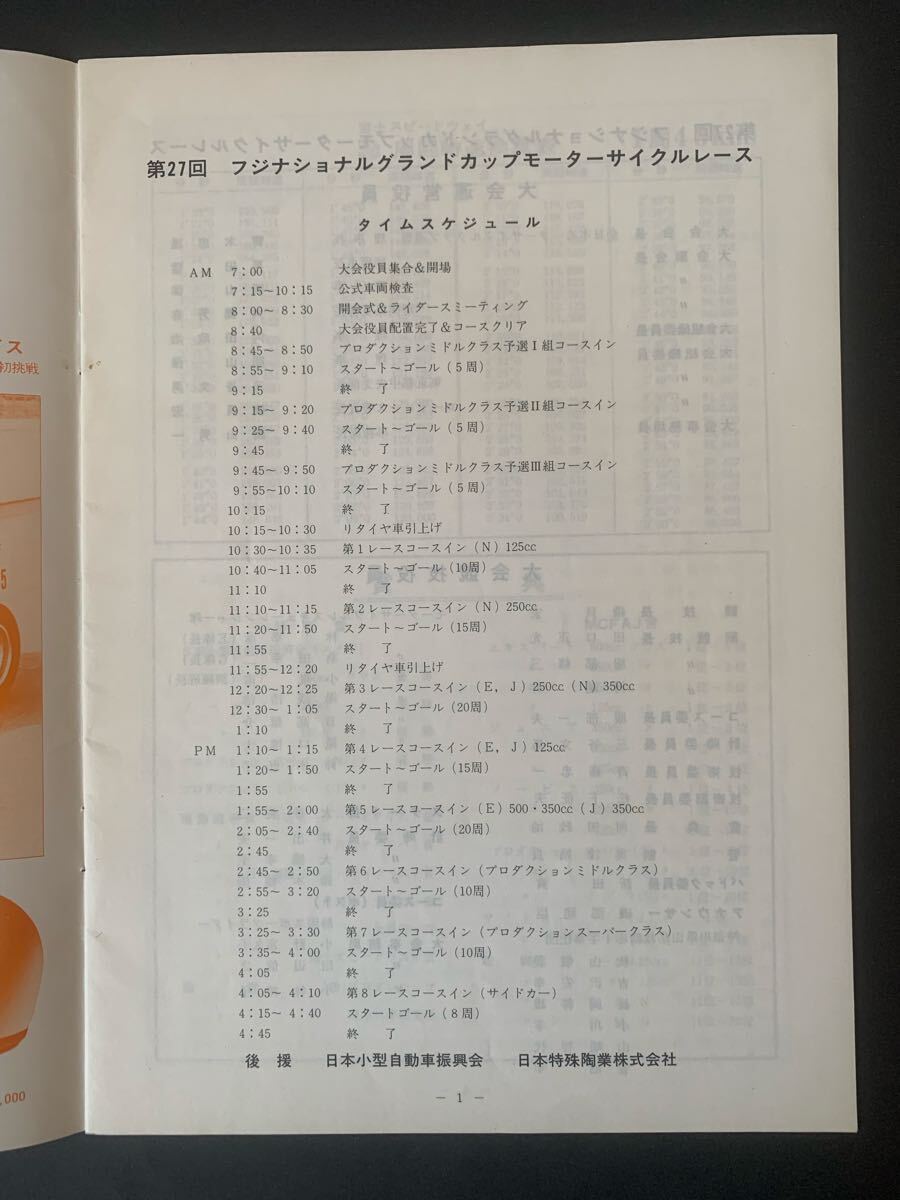 第27回 フジナショナルグランドカップモーターサイクルレース
タイムスケジュール
AM 7:00 大会役員集合&開場
7:15~10:15 公式車両検査
8:00~ 8:30 開会式&ライダースミーティング
8:40 大会役員配置完了&コースクリア
8:45~ 8:50 プロダクションミドルクラス予選Ⅰ組コースイン
8:55~ 9:10 スタート~ゴール(5周)
9:15 終 了
9:15~ 9:20 プロダクションミドルクラス予選Ⅱ組コースイン
9:25~ 9:40 スタート~ゴール(5周)
9:45 終 了
9:45~ 9:50 プロダクションミドルクラス予選Ⅲ組コースイン
9:55~10:10 スタート~ゴール(5周)
10:15 終 了
10:15~10:30 リタイヤ車引上げ
10:30~10:35 第1レースコースイン(N)125cc
10:40~11:05 スタート~ゴール(10周)
11:10 終 了
11:10~11:15 第2レースコースイン(N)250cc
11:20~11:50 スタート~ゴール(15周)
11:55 終 了
11:55~12:20 リタイヤ車引上げ
12:20~12:25 第3レースコースイン(E,J)250cc(N)350cc
12:30~ 1:05 スタート~ゴール(20周)
1:10 終 了
PM 1:10~ 1:15 第4レースコースイン(E,J)125cc
1:20~ 1:50 スタート~ゴール(15周)
1:55 終 了
1:55~ 2:00 第5レースコースイン(E)500・350cc(J)350cc
2:05~ 2:40 スタート~ゴール(20周)
2:45 終 了
2:45~ 2:50 第6レースコースイン(プロダクションミドルクラス)
2:55~ 3:20 スタート~ゴール(10周)
3:25 終 了
3:25~ 3:30 第7レースコースイン(プロダクションスーパークラス)
3:35~ 4:00 スタート~ゴール(10周)
4:05 終 了
4:05~ 4:10 第8レースコースイン(サイドカー)
4:15~ 4:40 スタートゴール(8周)
4:45 終 了
後 援 日本小型自動車振興会 日本特殊陶業株式会社
― 1 ―
イス
初挑戦
5
,000